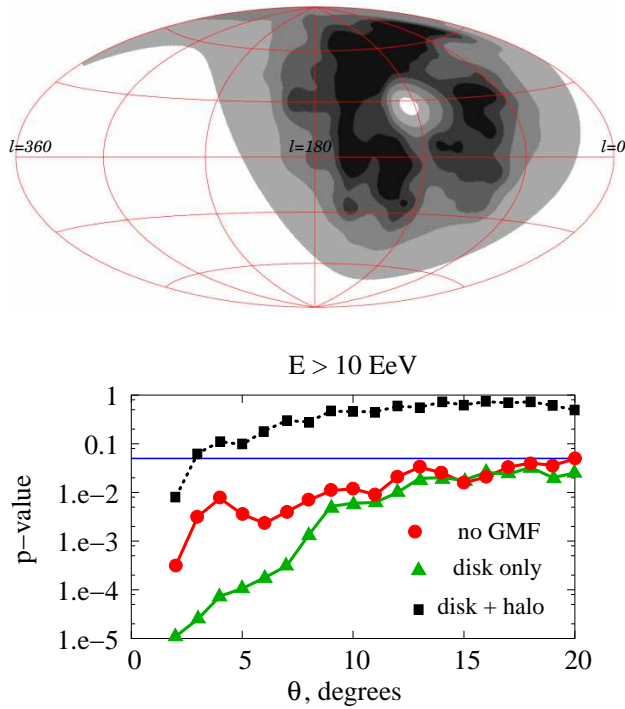 l=360
l=180
l=0
E > 10 EeV
1
0.1
1.e−2
1.e−3
1.e−4
1.e−5
p−value
no GMF
disk only
disk + halo
0
5
10
15
20
θ, degrees